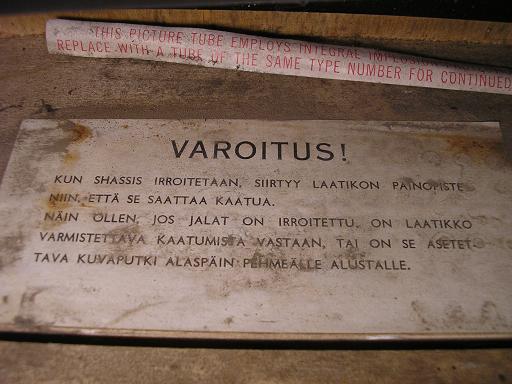 THIS PICTURE TUBE EMPLOYS INTEGRAL IMPLOSION
REPLACE WITH A TUBE OF THE SAME TYPE NUMBER FOR CONTINUED
VAROITUS!
KUN SHASSIS IRROITETAAN, SIIRTYY LAATIKON PAINOPISTE
NIIN, ETTÄ SE SAATTAA KAATUA.
NÄIN OLLEN, JOS JALAT ON IRROITETTU, ON LAATIKKO
VARMISTETTAVA KAATUMISTA VASTAAN, TAI ON SE ASETET-
TAVA KUVAPUTKI ALASPÄIN PEHMEÄLLE ALUSTALLE.